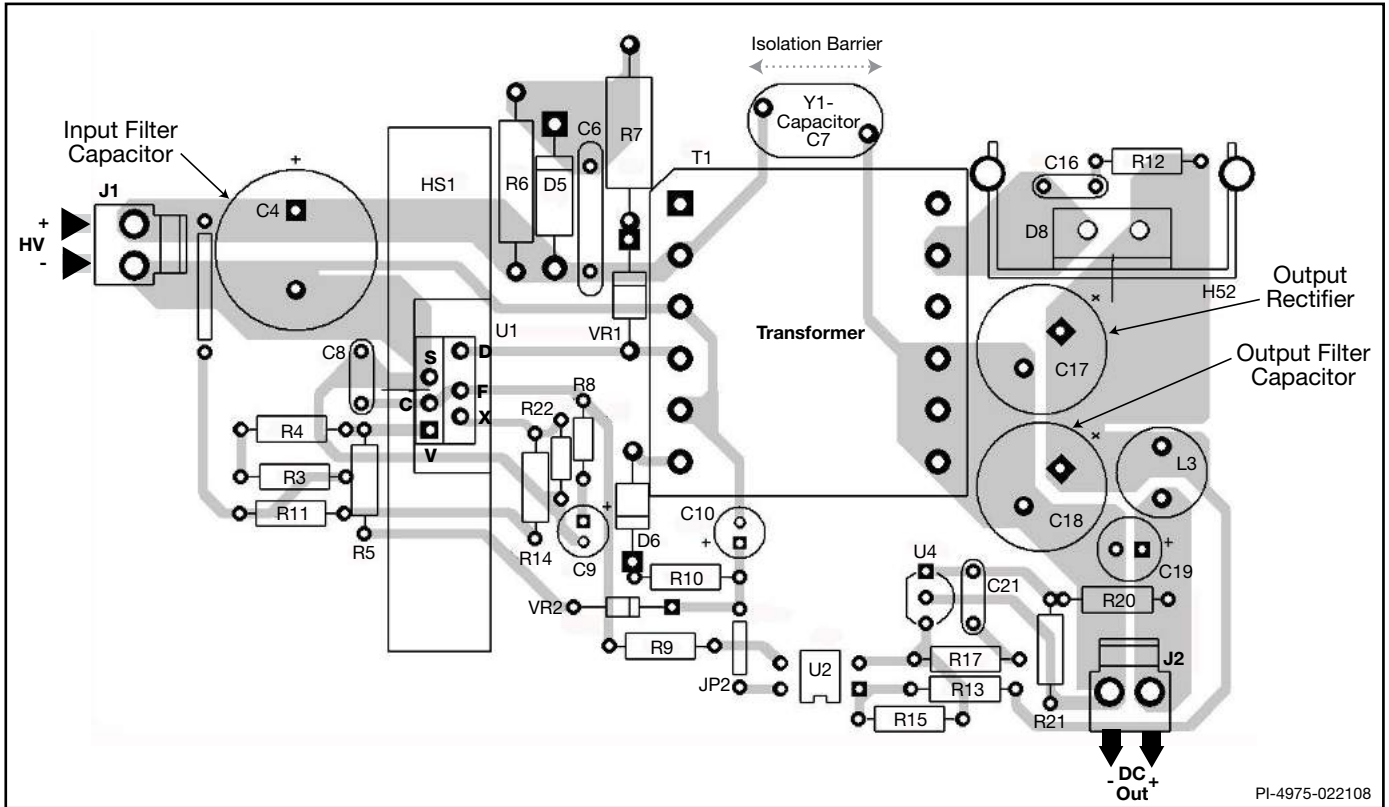 Isolation Barrier
Y1-
Capacitor
C7
Input Filter
Capacitor
+
J1
+
HV
-
C4
HS1
R6
D5
C6
R7
T1
C16
R12
D8
H52
Output
Rectifier
VR1
Transformer
U1
C8
S
D
C
F
X
V
R8
R22
C17
Output Filter
Capacitor
R4
R3
R11
R5
R14
+
C9
D6
C10
+
C18
L3
+
C19
U4
C21
R10
VR2
R20
R9
JP2
U2
R17
R13
R15
R21
J2
- DC +
Out
PI-4975-022108